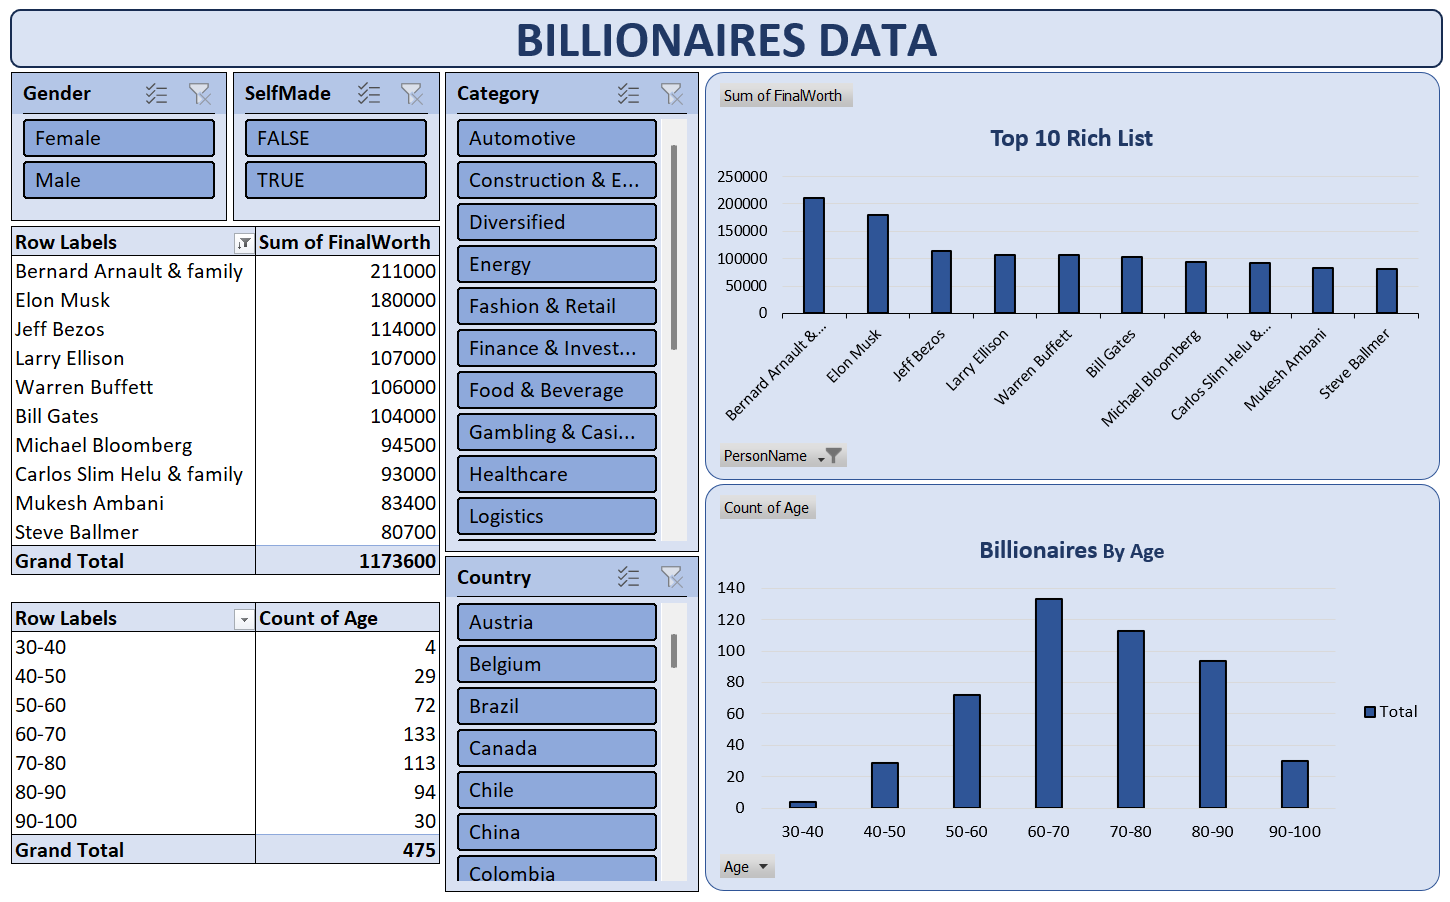 BILLIONAIRES DATA
Gender
Female
Male
SelfMade
FALSE
TRUE
Row Labels Sum of FinalWorth
Bernard Arnault & family 211000
Elon Musk 180000
Jeff Bezos 114000
Larry Ellison 107000
Warren Buffett 106000
Bill Gates 104000
Michael Bloomberg 94500
Carlos Slim Helu & family 93000
Mukesh Ambani 83400
Steve Ballmer 80700
Grand Total 1173600
Row Labels Count of Age
30-40 4
40-50 29
50-60 72
60-70 133
70-80 113
80-90 94
90-100 30
Grand Total 475
Category
Automotive
Construction & E...
Diversified
Energy
Fashion & Retail
Finance & Invest...
Food & Beverage
Gambling & Casi...
Healthcare
Logistics
Country
Austria
Belgium
Brazil
Canada
Chile
China
Colombia
Sum of FinalWorth
Top 10 Rich List
250000
200000
150000
100000
50000
0
Bernard Arnault &...
Elon Musk
Jeff Bezos
Larry Ellison
Warren Buffett
Bill Gates
Michael Bloomberg
Carlos Slim Helu &...
Mukesh Ambani
Steve Ballmer
PersonName
Count of Age
Billionaires By Age
140
120
100
80
60
40
20
0
30-40 40-50 50-60 60-70 70-80 80-90 90-100
Total
Age